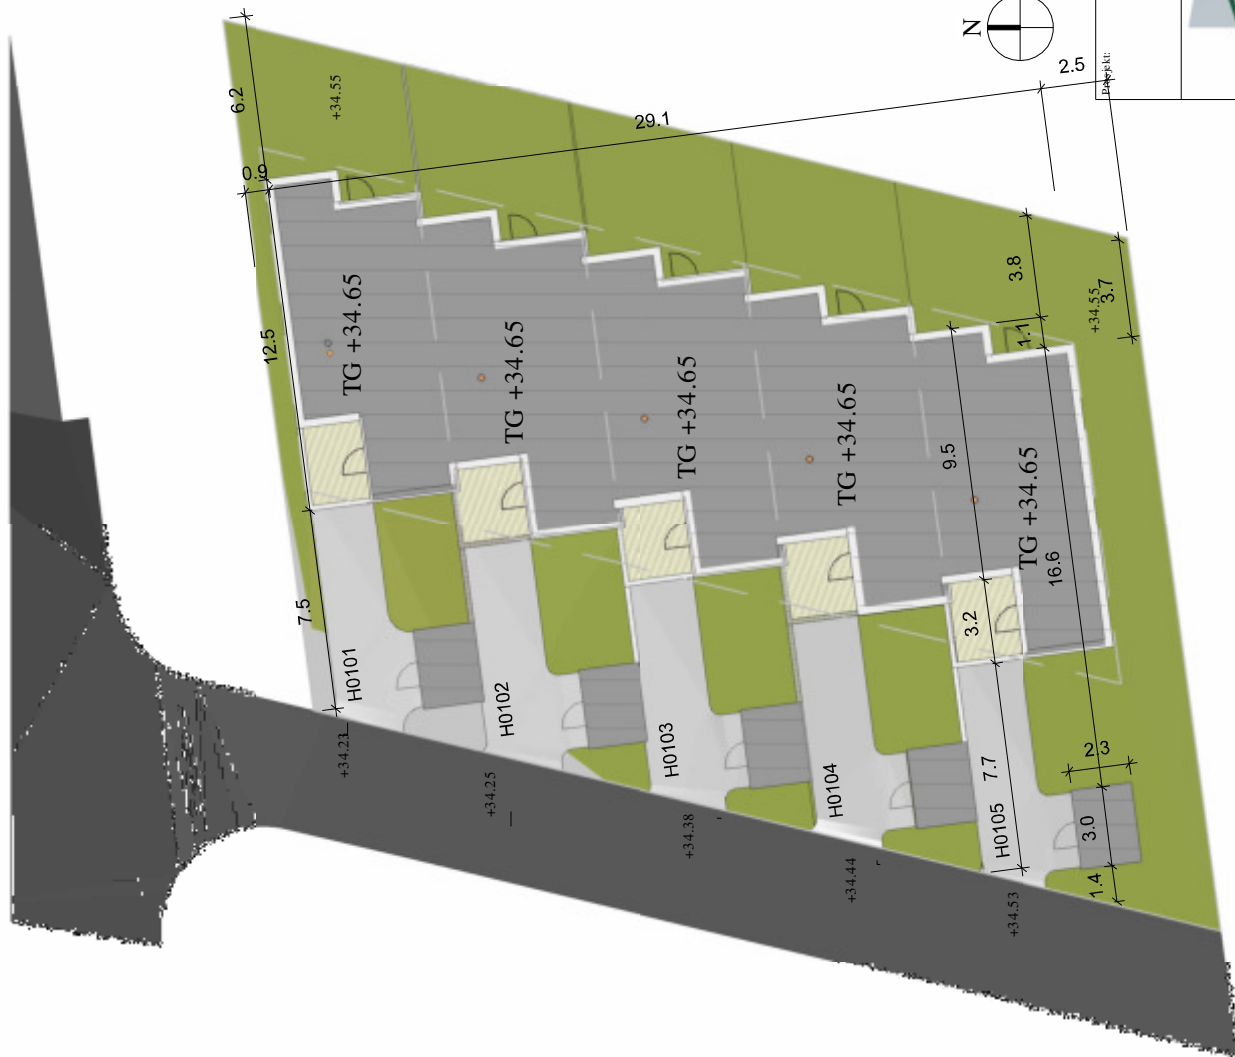 N
Prosjekt:
2.5
29.1
6.2
+34.55
0.9
3.8
3.7
+34.55
1.1
12.5
TG +34.65
TG +34.65
TG +34.65
TG +34.65
TG +34.65
9.5
16.6
3.2
7.5
7.7
2.3
3.0
1.4
H0101
H0102
H0103
H0104
H0105
+34.23
+34.25
+34.38
+34.44
+34.53